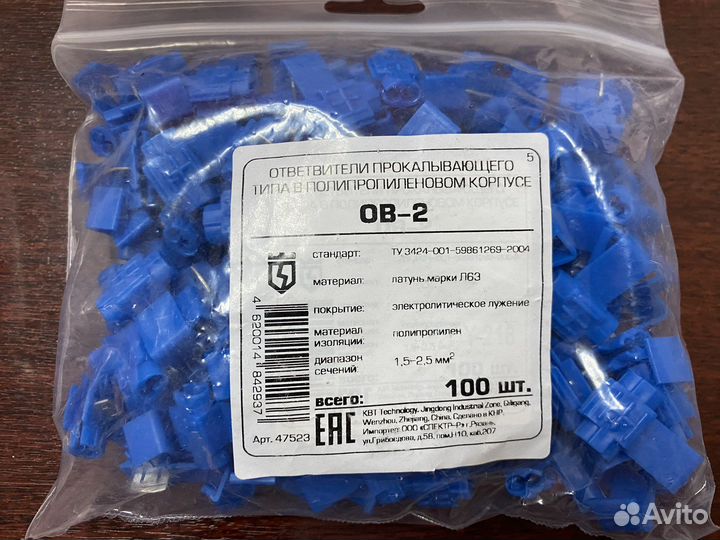 5
ОТВЕТВИТЕЛИ ПРОКАЛЫВАЮЩЕГО
ТИПА В ПОЛИПРОПИЛЕНОВОМ КОРПУСЕ
ОВ-2
стандарт: ТУ 3424-001-59861269-2004
материал: латунь марки Л63
покрытие: электролитическое лужение
материал изоляции: полипропилен
диапазон сечений: 1,5-2,5 мм²
всего: 100 шт.
4 620014 842937
Арт. 47523
EAC
KBT Technology. Jingdong Industrial Zone, Qiligang,
Wenzhou, Zhejiang, China. Сделано в КНР.
Импортер: ООО «СПЕКТР-Р» г.Рязань,
ул.Грибоедова, д.58, пом.Н10, каб.207
Avito